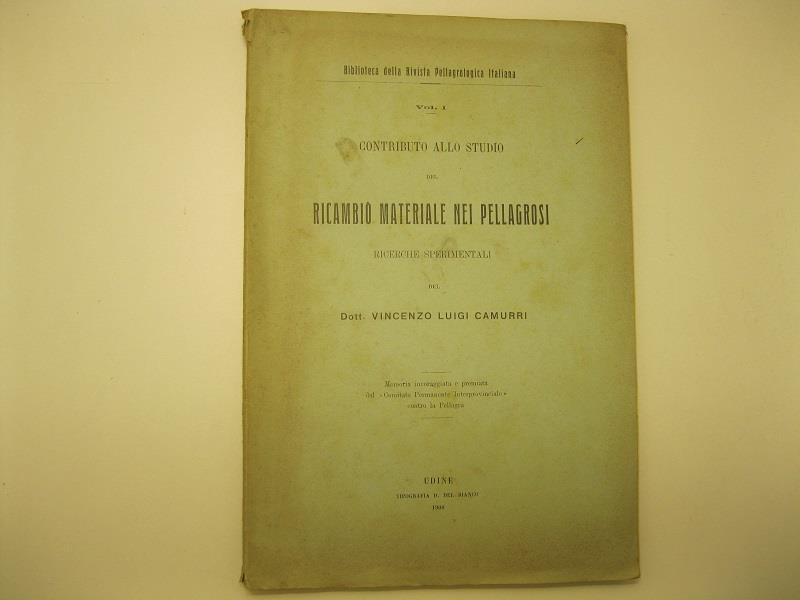 Biblioteca della Rivista Pellagrologica Italiana
Vol. I
CONTRIBUTO ALLO STUDIO
DEL
RICAMBIO MATERIALE NEI PELLAGROSI
RICERCHE SPERIMENTALI
DEL
Dott. VINCENZO LUIGI CAMURRI
Memoria incoraggiata e premiata
dal «Comitato Permanente Interprovinciale»
contro la Pellagra
UDINE
TIPOGRAFIA D. DEL BIANCO